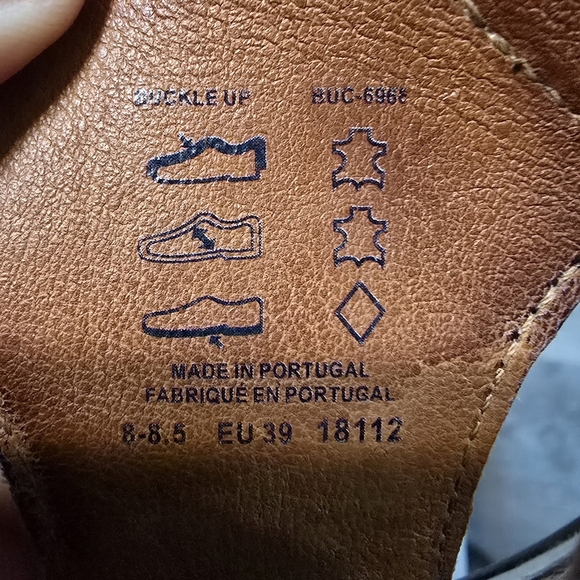 BUCKLE UP BUC-6968
MADE IN PORTUGAL
FABRIQUÉ EN PORTUGAL
8-8.5 EU 39 18112